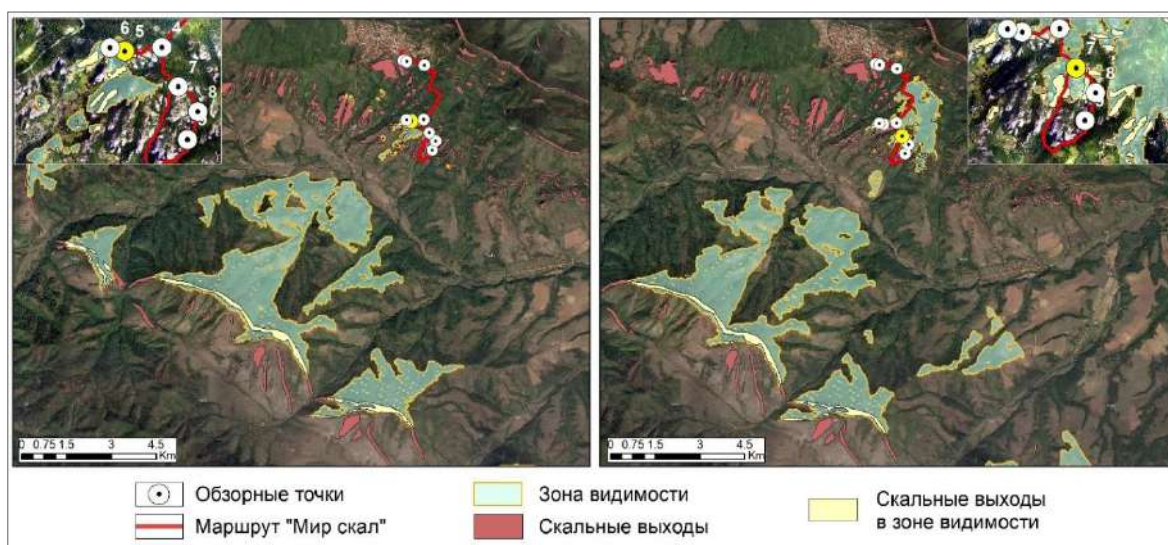 6 5 4
7
8
7
8
0 0.75 1.5 3 4.5
Km
0 0.75 1.5 3 4.5
Km
Обзорные точки
Маршрут "Мир скал"
Зона видимости
Скальные выходы
Скальные выходы
в зоне видимости